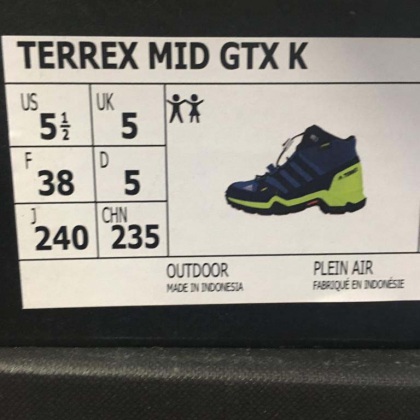 TERREX MID GTX K
US 5½ UK 5
F 38 D 5
J 240 CHN 235
OUTDOOR PLEIN AIR
MADE IN INDONESIA FABRIQUÉ EN INDONÉSIE